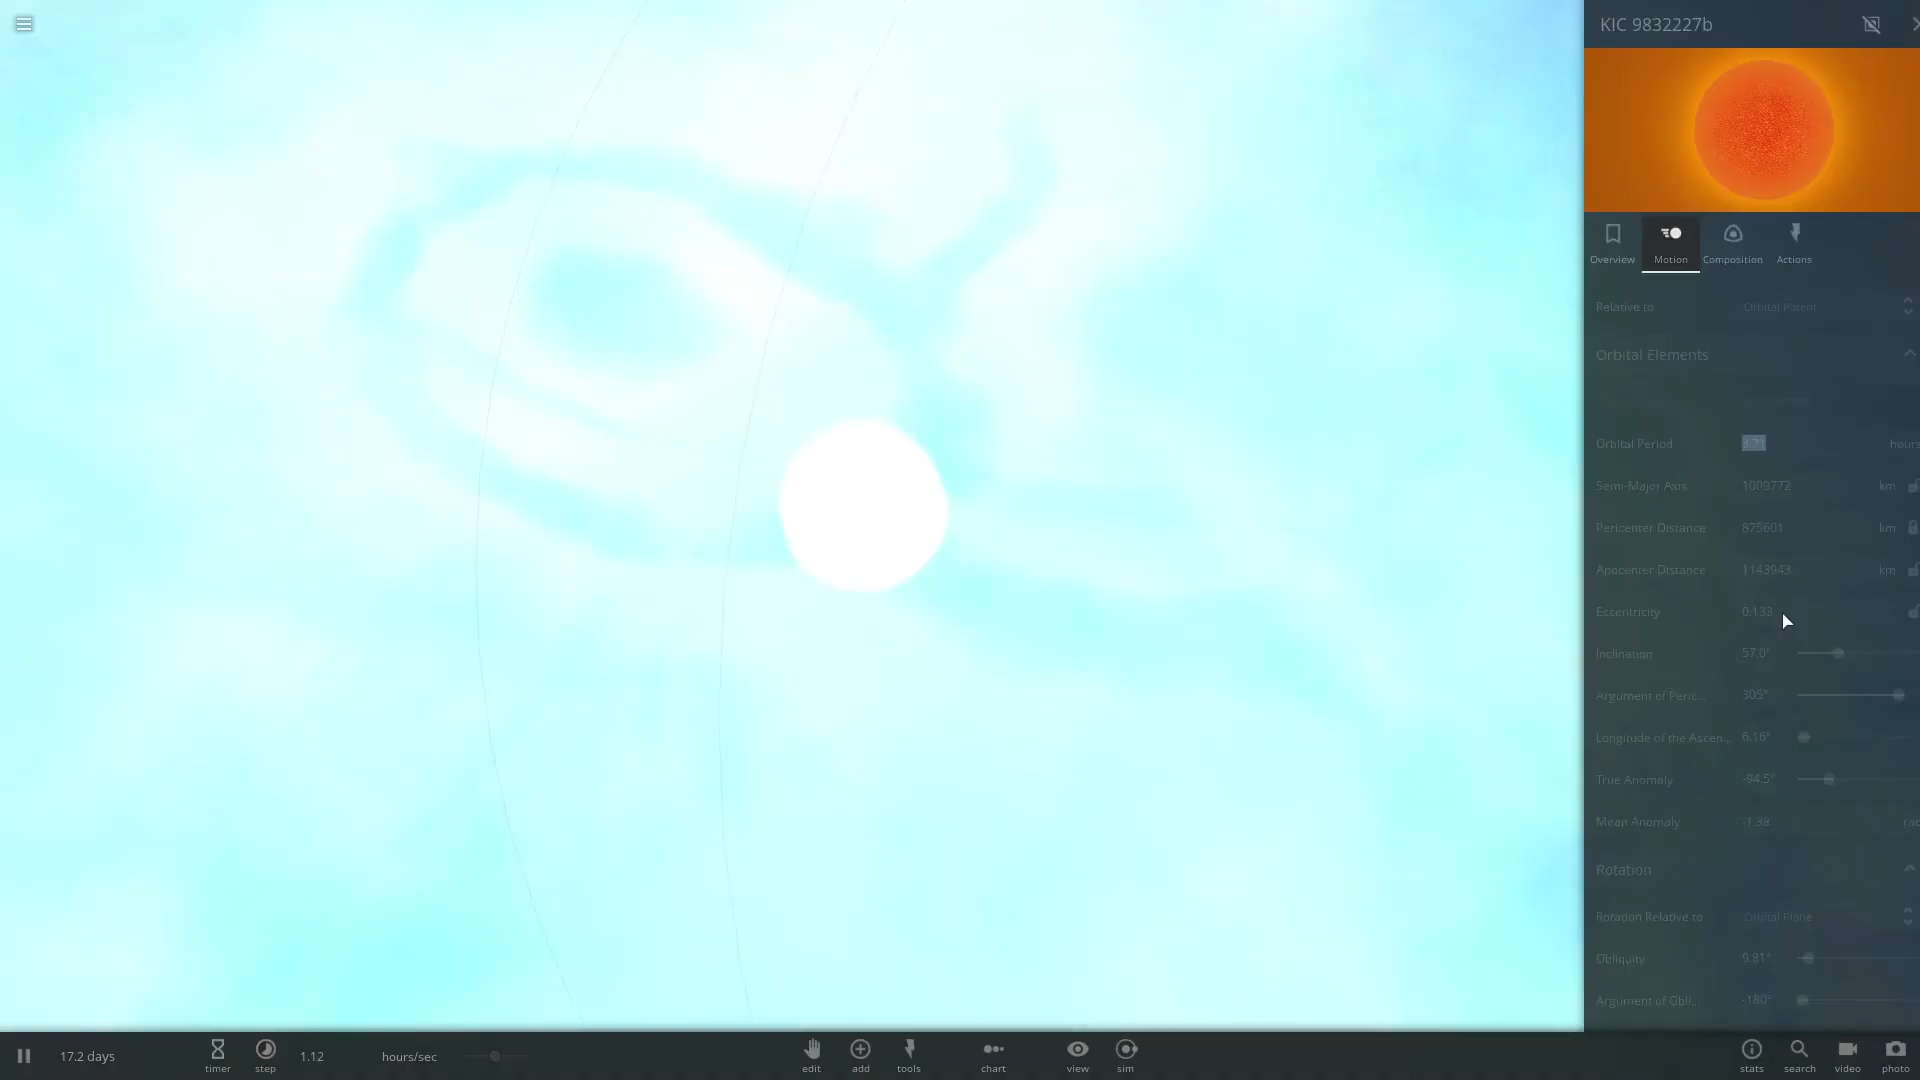 KIC 9832227b
Overview Motion Composition Actions
Relative to Orbital Parent
Orbital Elements
Orbital Period 3.71 hours
Semi-Major Axis 1009772 km
Pericenter Distance 875601 km
Apocenter Distance 1143943 km
Eccentricity 0.133
Inclination 57.0°
Argument of Peric... 305°
Longitude of the Ascen... 6.16°
True Anomaly -94.5°
Mean Anomaly -1.38 rad
Rotation
Rotation Relative to Orbital Plane
Obliquity 9.81°
Argument of Obli... -180°
17.2 days timer step 1.12 hours/sec edit add tools chart view sim stats search video photo